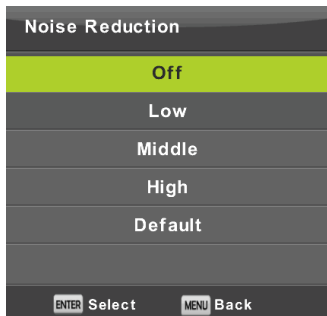 Noise Reduction
Off
Low
Middle
High
Default
ENTER Select MENU Back